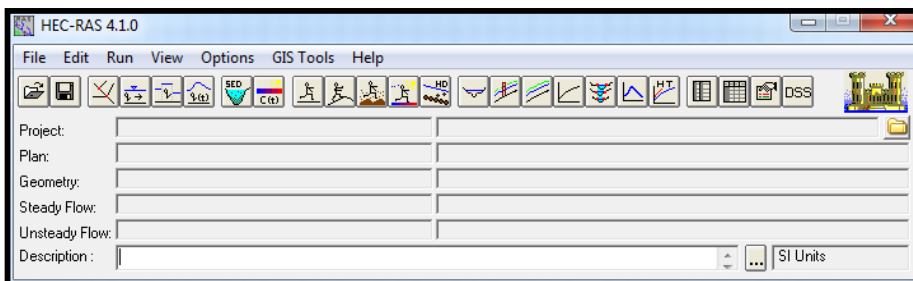 HEC-RAS 4.1.0
File Edit Run View Options GIS Tools Help
SED C(t) HD HT DSS
Project:
Plan:
Geometry:
Steady Flow:
Unsteady Flow:
Description : ... SI Units